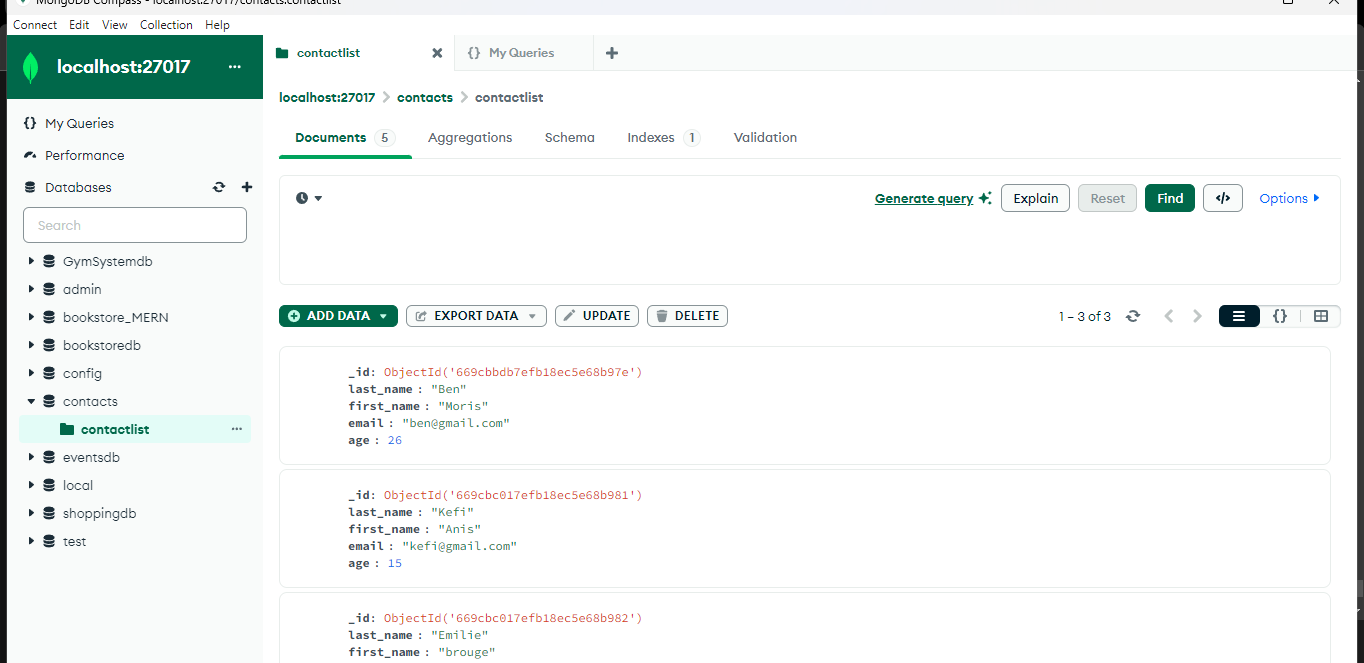 MongoDB Compass - localhost:27017/contacts.contactlist
Connect Edit View Collection Help
localhost:27017 ...
contactlist
{} My Queries
localhost:27017 > contacts > contactlist
{} My Queries
Performance
Databases
Search
GymSystemdb
admin
bookstore_MERN
bookstoredb
config
contacts
contactlist ...
eventsdb
local
shoppingdb
test
Documents 5 Aggregations Schema Indexes 1 Validation
Generate query Explain Reset Find </> Options
ADD DATA EXPORT DATA UPDATE DELETE
1 – 3 of 3 {}
_id: ObjectId('669cbbdb7efb18ec5e68b97e')
last_name : "Ben"
first_name : "Moris"
email : "ben@gmail.com"
age : 26
_id: ObjectId('669cbc017efb18ec5e68b981')
last_name : "Kefi"
first_name : "Anis"
email : "kefi@gmail.com"
age : 15
_id: ObjectId('669cbc017efb18ec5e68b982')
last_name : "Emilie"
first_name : "brouge"